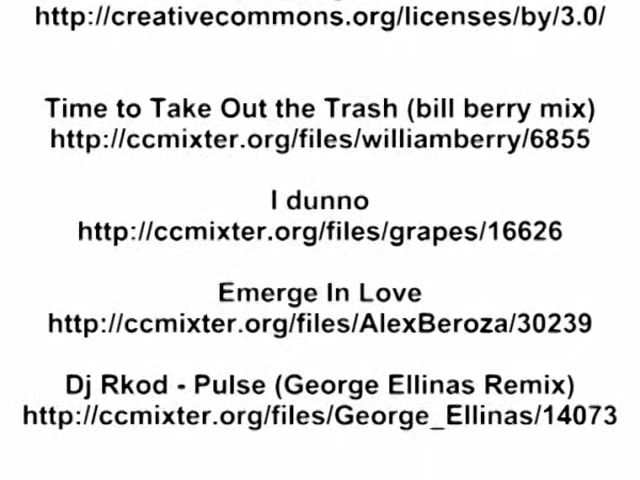 http://creativecommons.org/licenses/by/3.0/
Time to Take Out the Trash (bill berry mix)
http://ccmixter.org/files/williamberry/6855
I dunno
http://ccmixter.org/files/grapes/16626
Emerge In Love
http://ccmixter.org/files/AlexBeroza/30239
Dj Rkod - Pulse (George Ellinas Remix)
http://ccmixter.org/files/George_Ellinas/14073